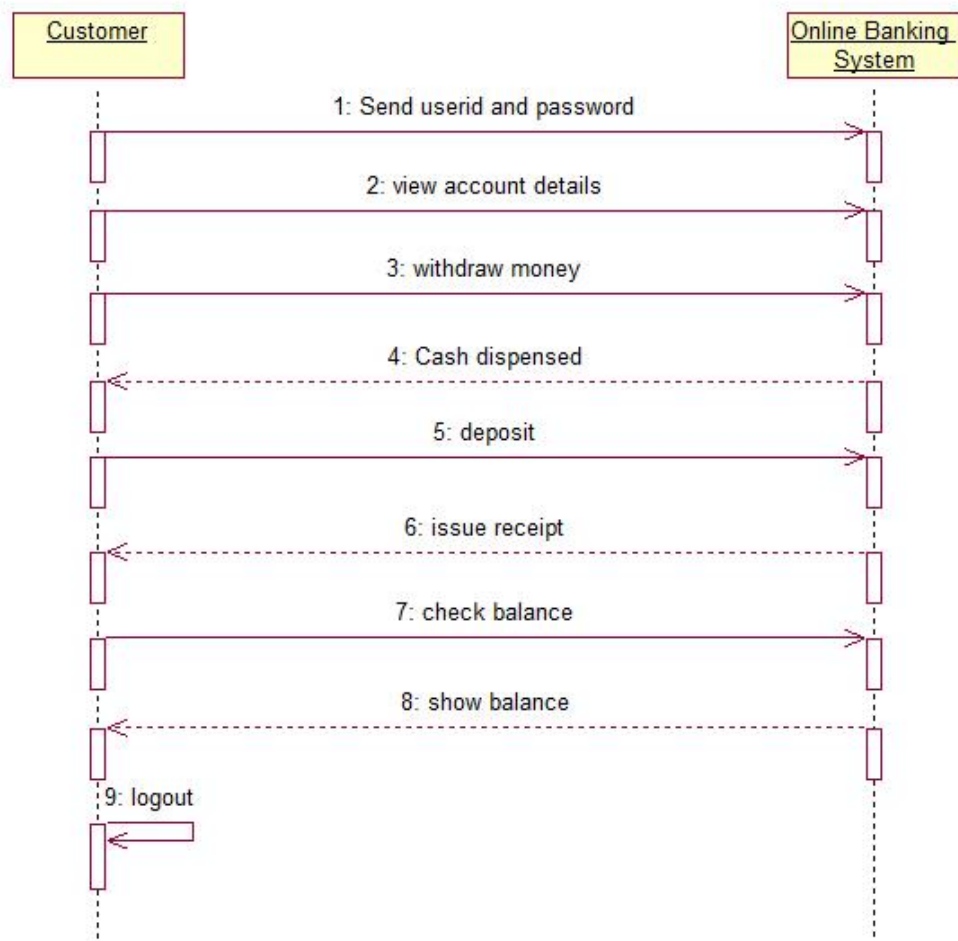 Customer
Online Banking
System
1: Send userid and password
2: view account details
3: withdraw money
4: Cash dispensed
5: deposit
6: issue receipt
7: check balance
8: show balance
9: logout